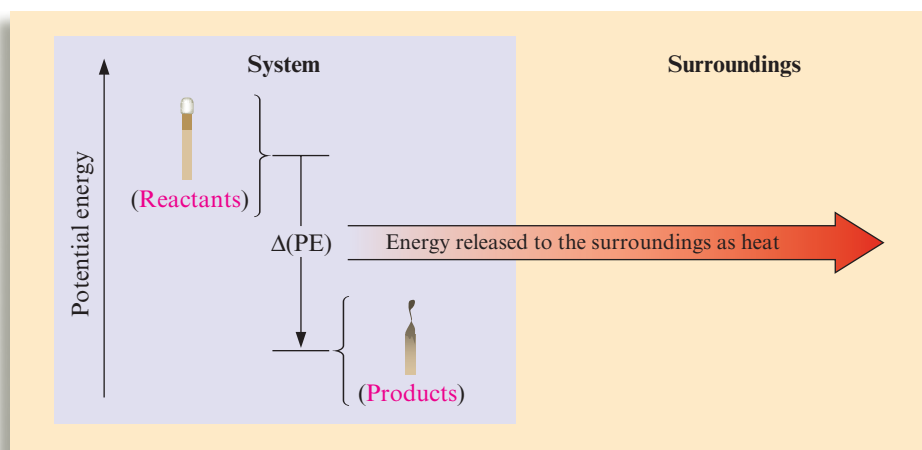 System
Surroundings
Potential energy
(Reactants)
Δ(PE)
Energy released to the surroundings as heat
(Products)